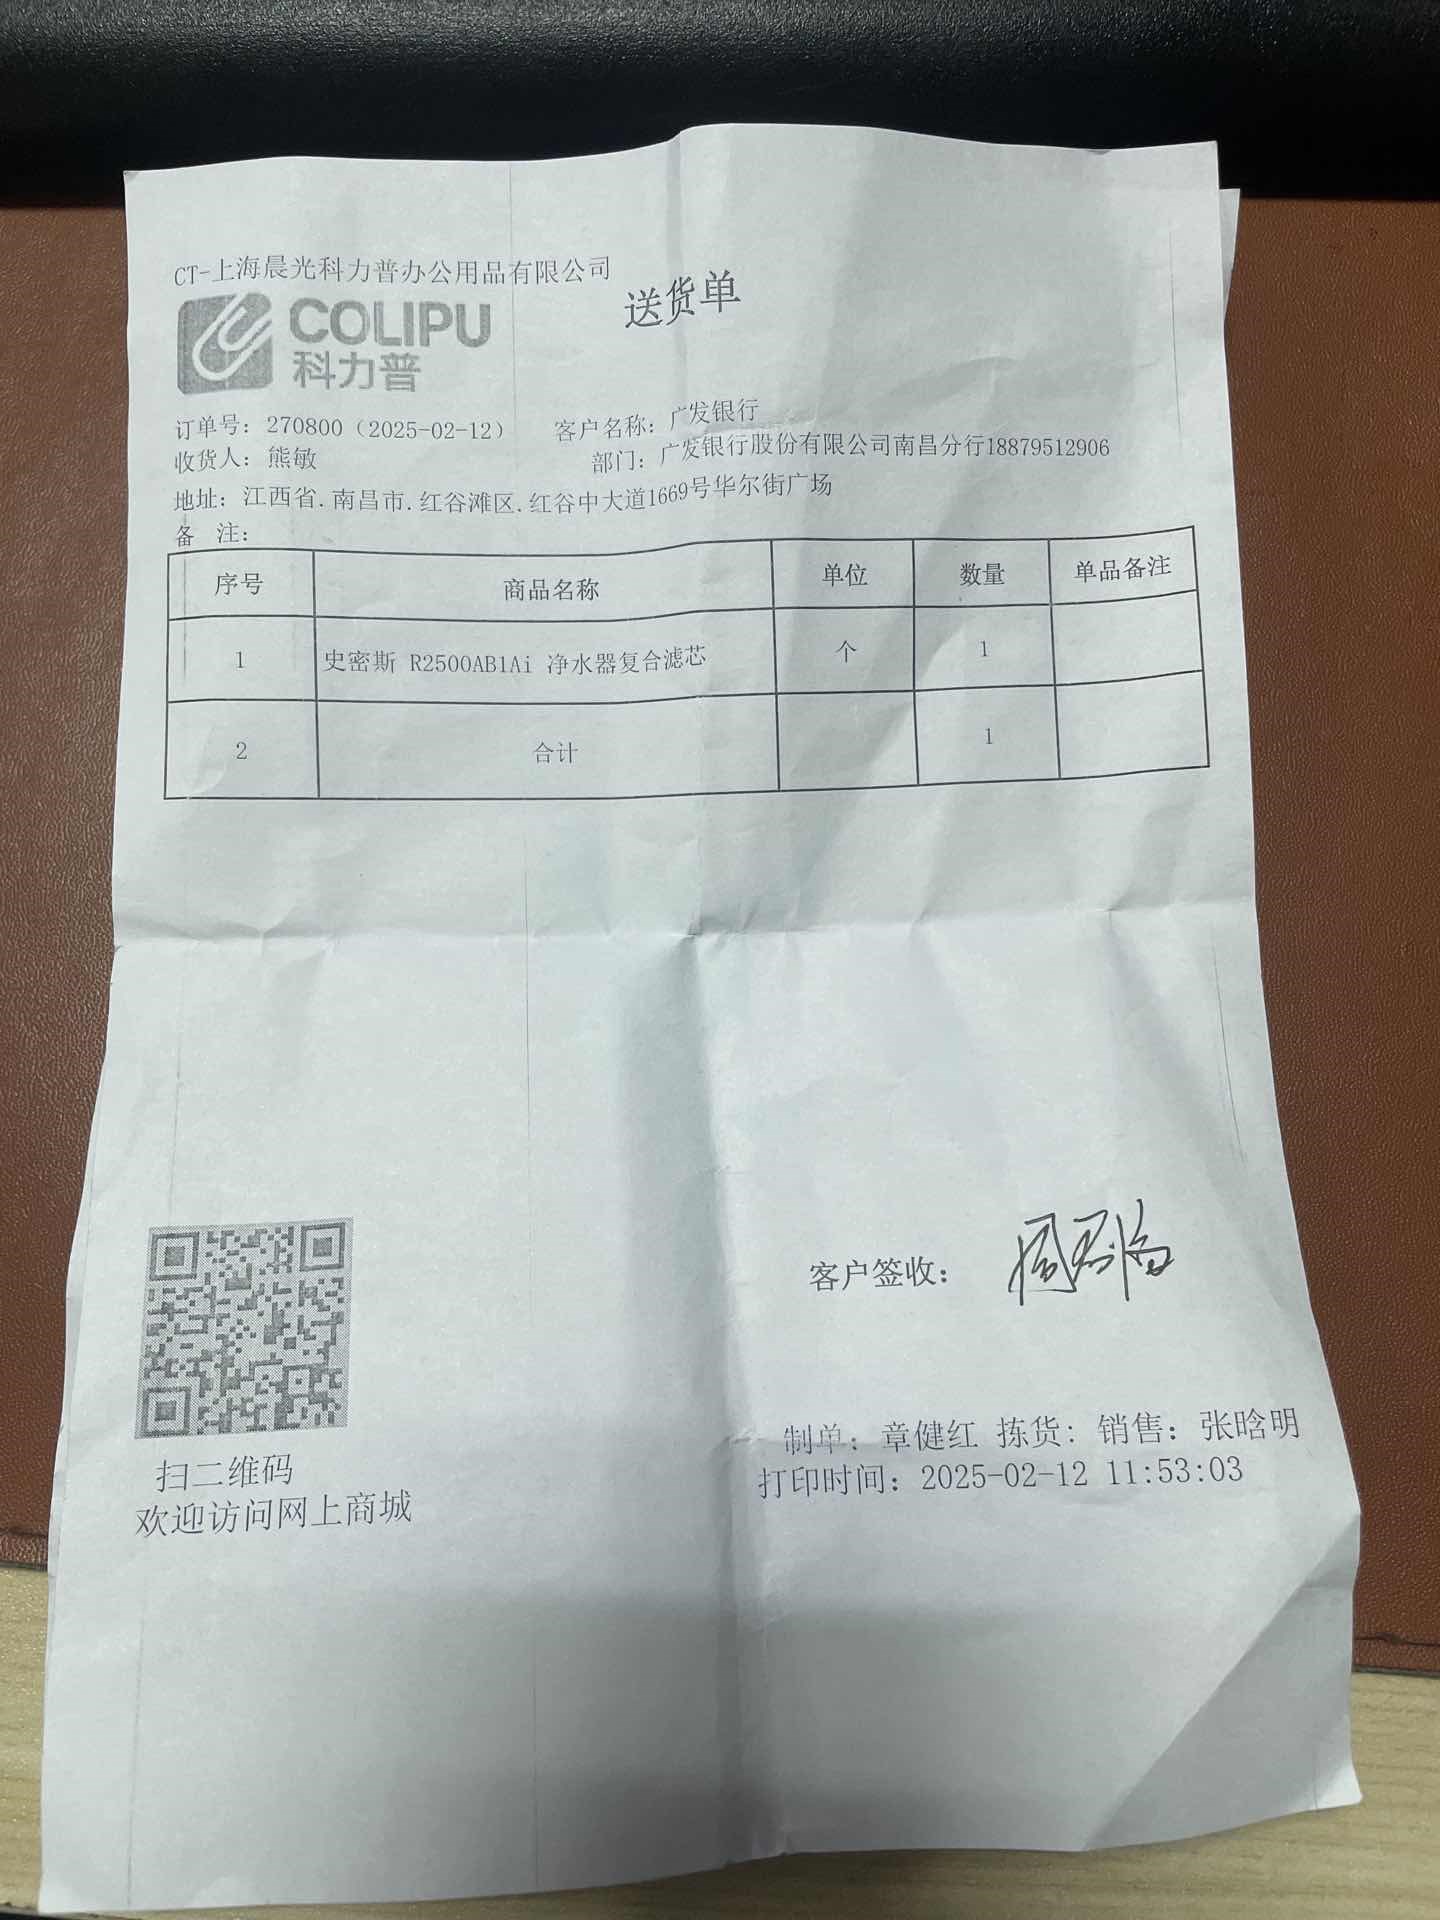 CT-上海晨光科力普办公用品有限公司
送货单
COLIPU
科力普
订单号: 270800（2025-02-12） 客户名称: 广发银行
收货人: 熊敏 部门: 广发银行股份有限公司南昌分行18879512906
地址: 江西省.南昌市.红谷滩区.红谷中大道1669号华尔街广场
备 注:
序号 商品名称 单位 数量 单品备注
1 史密斯 R2500AB1Ai 净水器复合滤芯 个 1
2 合计 1
客户签收:
制单: 章健红 拣货: 销售: 张晗明
打印时间: 2025-02-12 11:53:03
扫二维码
欢迎访问网上商城